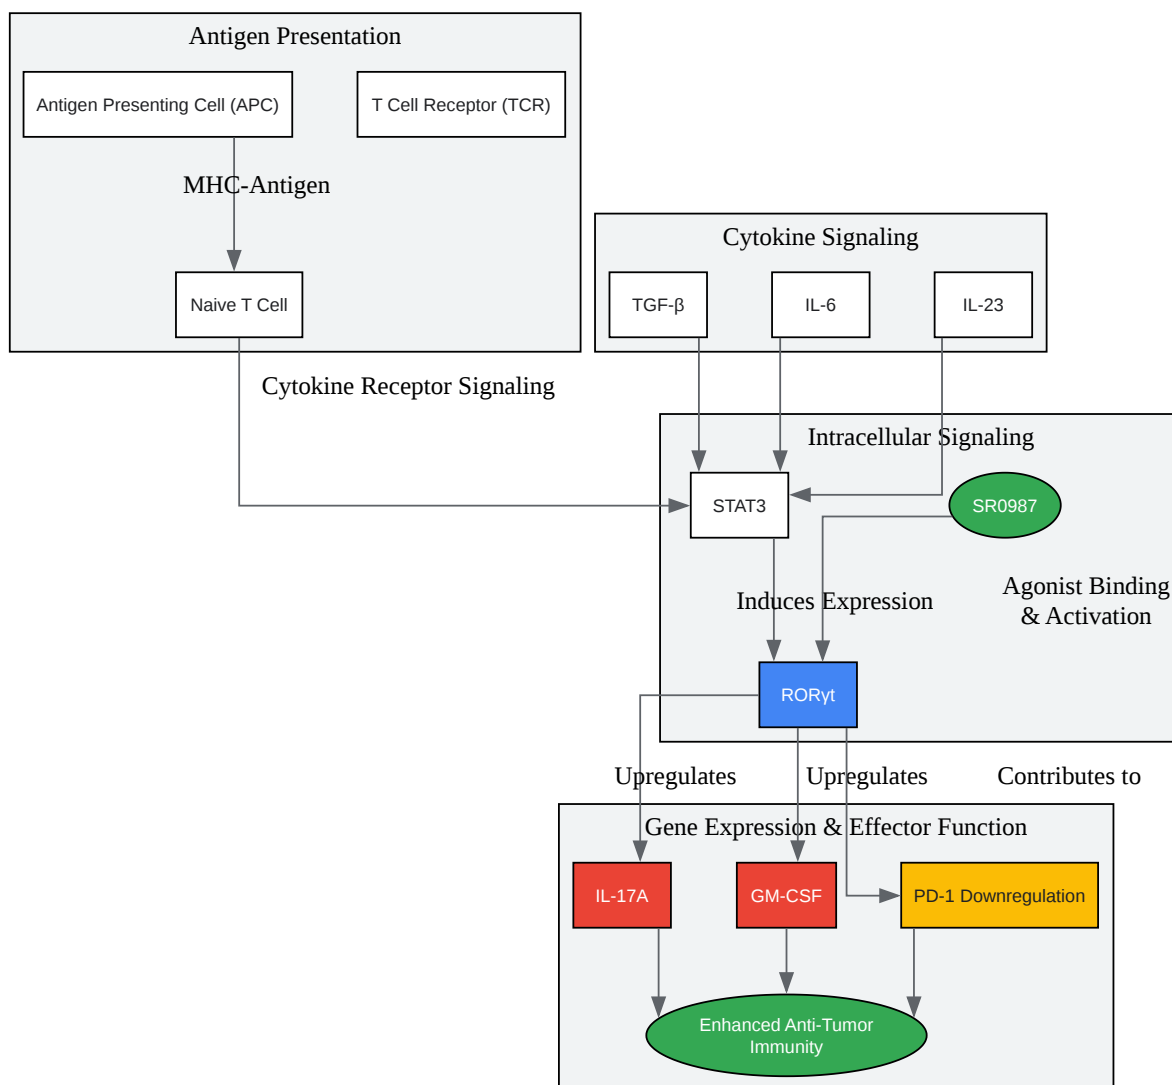 Antigen Presentation
Antigen Presenting Cell (APC)
T Cell Receptor (TCR)
MHC-Antigen
Naive T Cell
Cytokine Signaling
TGF-β
IL-6
IL-23
Cytokine Receptor Signaling
Intracellular Signaling
STAT3
SR0987
Induces Expression
Agonist Binding
& Activation
RORγt
Upregulates
Upregulates
Contributes to
Gene Expression & Effector Function
IL-17A
GM-CSF
PD-1 Downregulation
Enhanced Anti-Tumor
Immunity